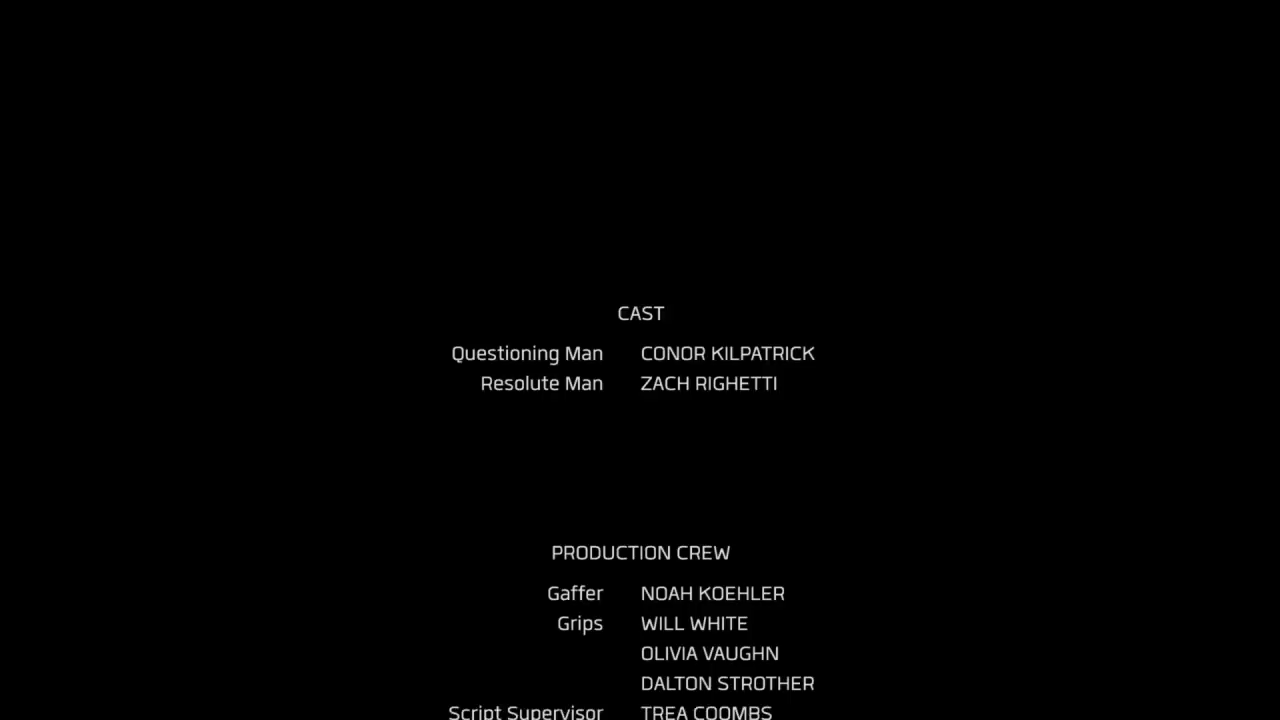 CAST
Questioning Man CONOR KILPATRICK
Resolute Man ZACH RIGHETTI
PRODUCTION CREW
Gaffer NOAH KOEHLER
Grips WILL WHITE
OLIVIA VAUGHN
DALTON STROTHER
Script Supervisor TREA COOMBS